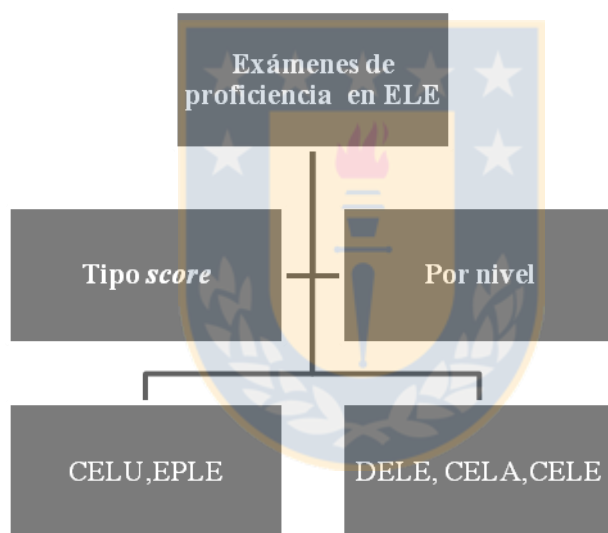 Exámenes de
proficiencia en ELE
Tipo score
Por nivel
CELU,EPLE
DELE, CELA,CELE